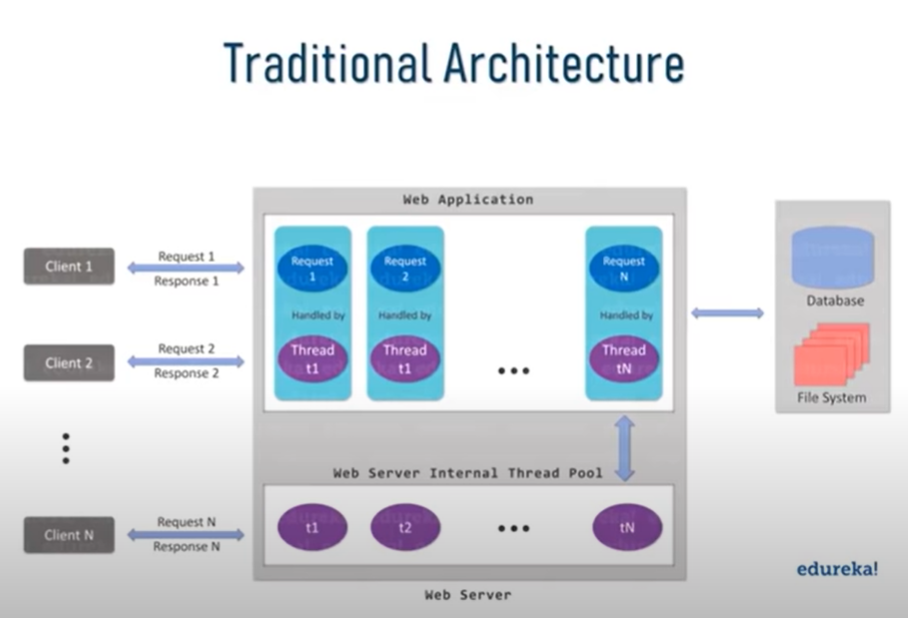 Traditional Architecture
Web Application
Client 1
Request 1
Response 1
Request
1
Handled by
Thread
t1
Request
2
Handled by
Thread
t1
Request
N
Handled by
Thread
tN
...
Database
File System
Client 2
Request 2
Response 2
Web Server Internal Thread Pool
Client N
Request N
Response N
t1
t2
...
tN
Web Server
edureka!